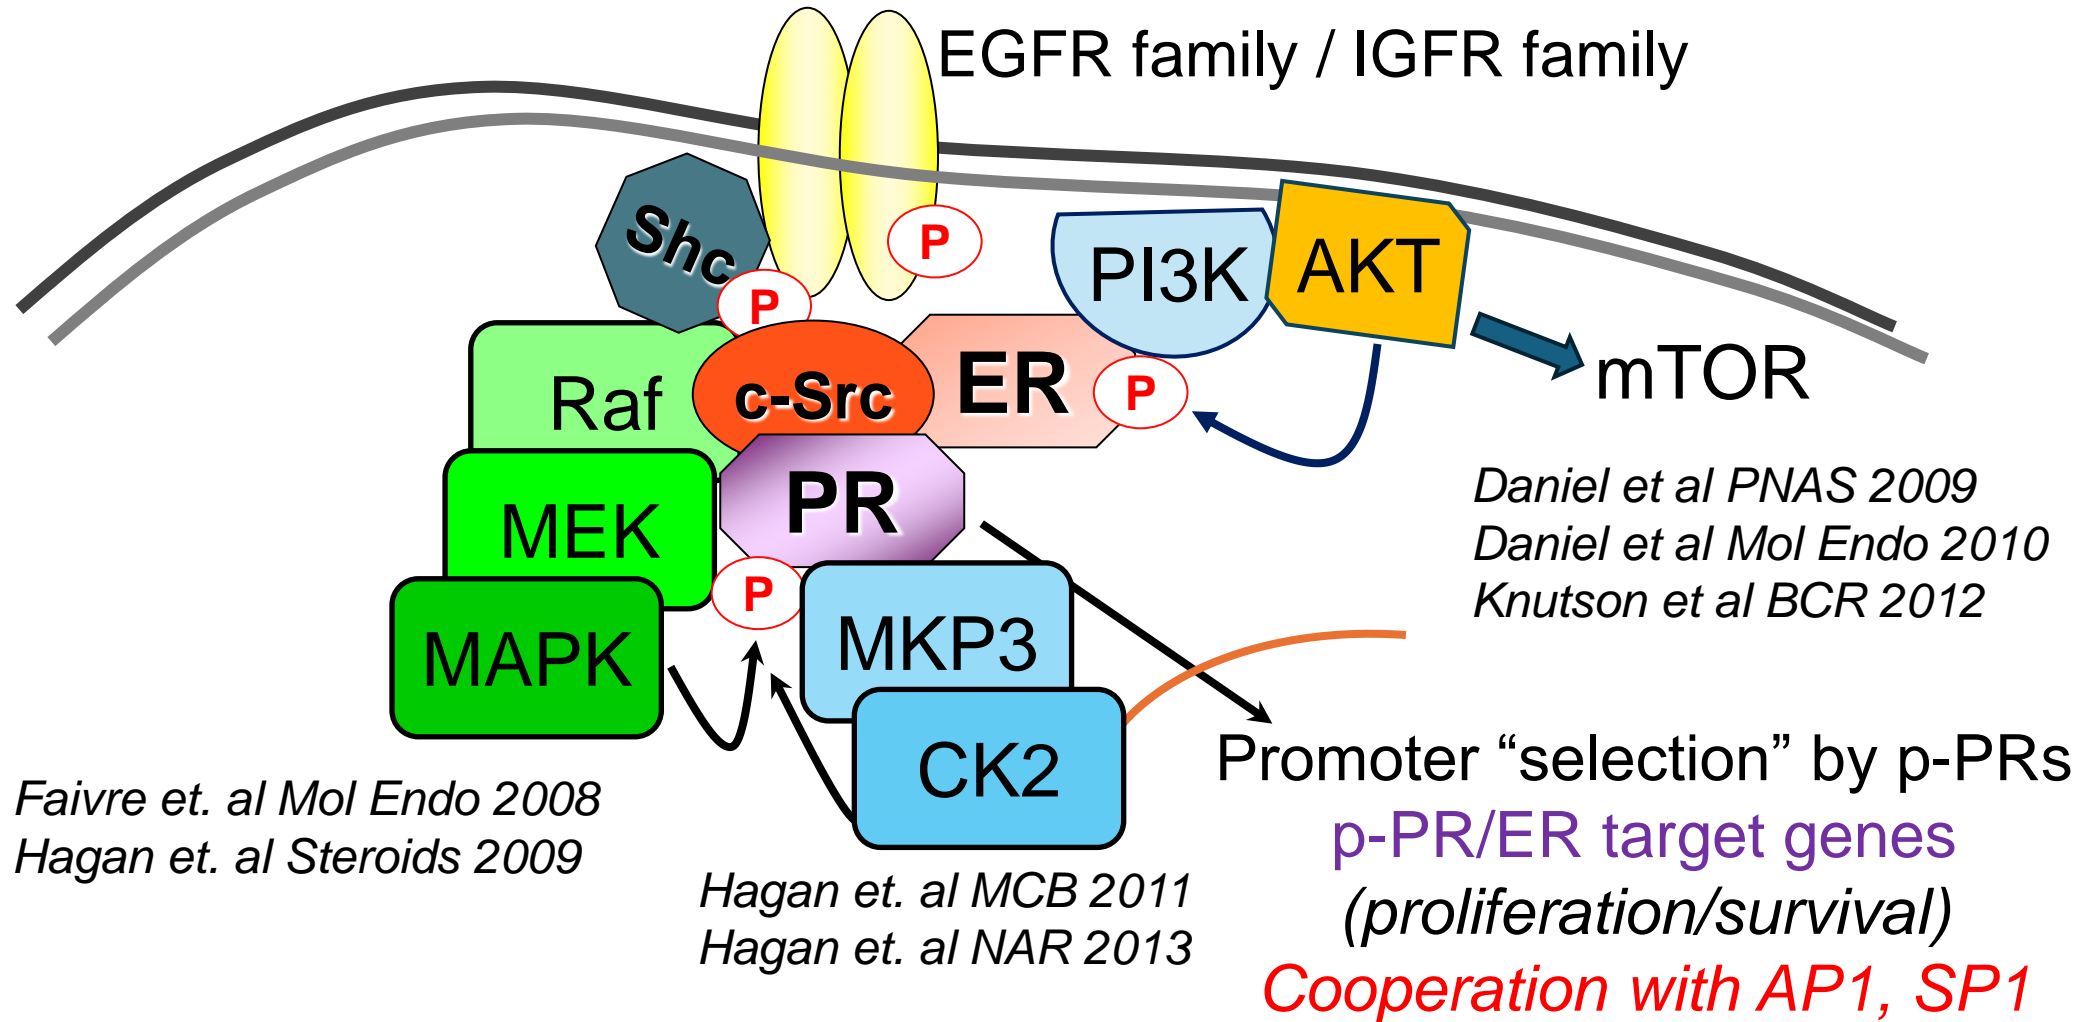 EGFR family / IGFR family
Shc
P
P
PI3K
AKT
Raf
c-Src
ER
P
mTOR
MEK
PR
P
MAPK
MKP3
CK2
Daniel et al PNAS 2009
Daniel et al Mol Endo 2010
Knutson et al BCR 2012
Faivre et. al Mol Endo 2008
Hagan et. al Steroids 2009
Hagan et. al MCB 2011
Hagan et. al NAR 2013
Promoter “selection” by p-PRs
p-PR/ER target genes
(proliferation/survival)
Cooperation with AP1, SP1